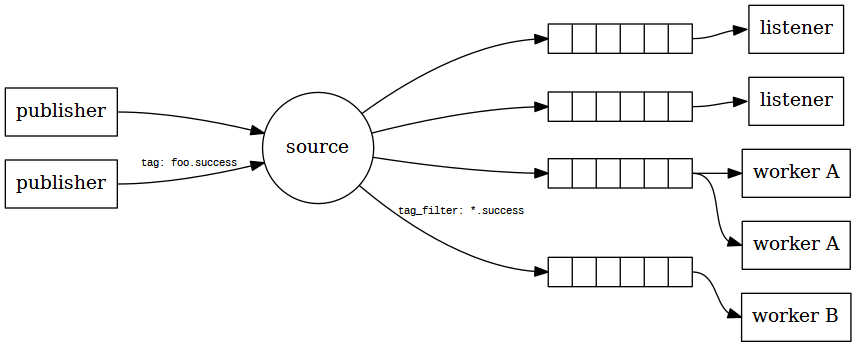 listener
publisher
listener
source
tag: foo.success
publisher
worker A
tag_filter: *.success
worker A
worker B